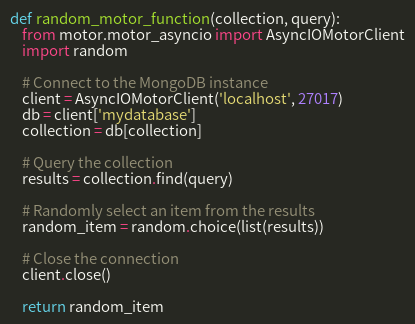 def random_motor_function(collection, query):
    from motor.motor_asyncio import AsyncIOMotorClient
    import random

    # Connect to the MongoDB instance
    client = AsyncIOMotorClient('localhost', 27017)
    db = client['mydatabase']
    collection = db[collection]

    # Query the collection
    results = collection.find(query)

    # Randomly select an item from the results
    random_item = random.choice(list(results))

    # Close the connection
    client.close()

    return random_item